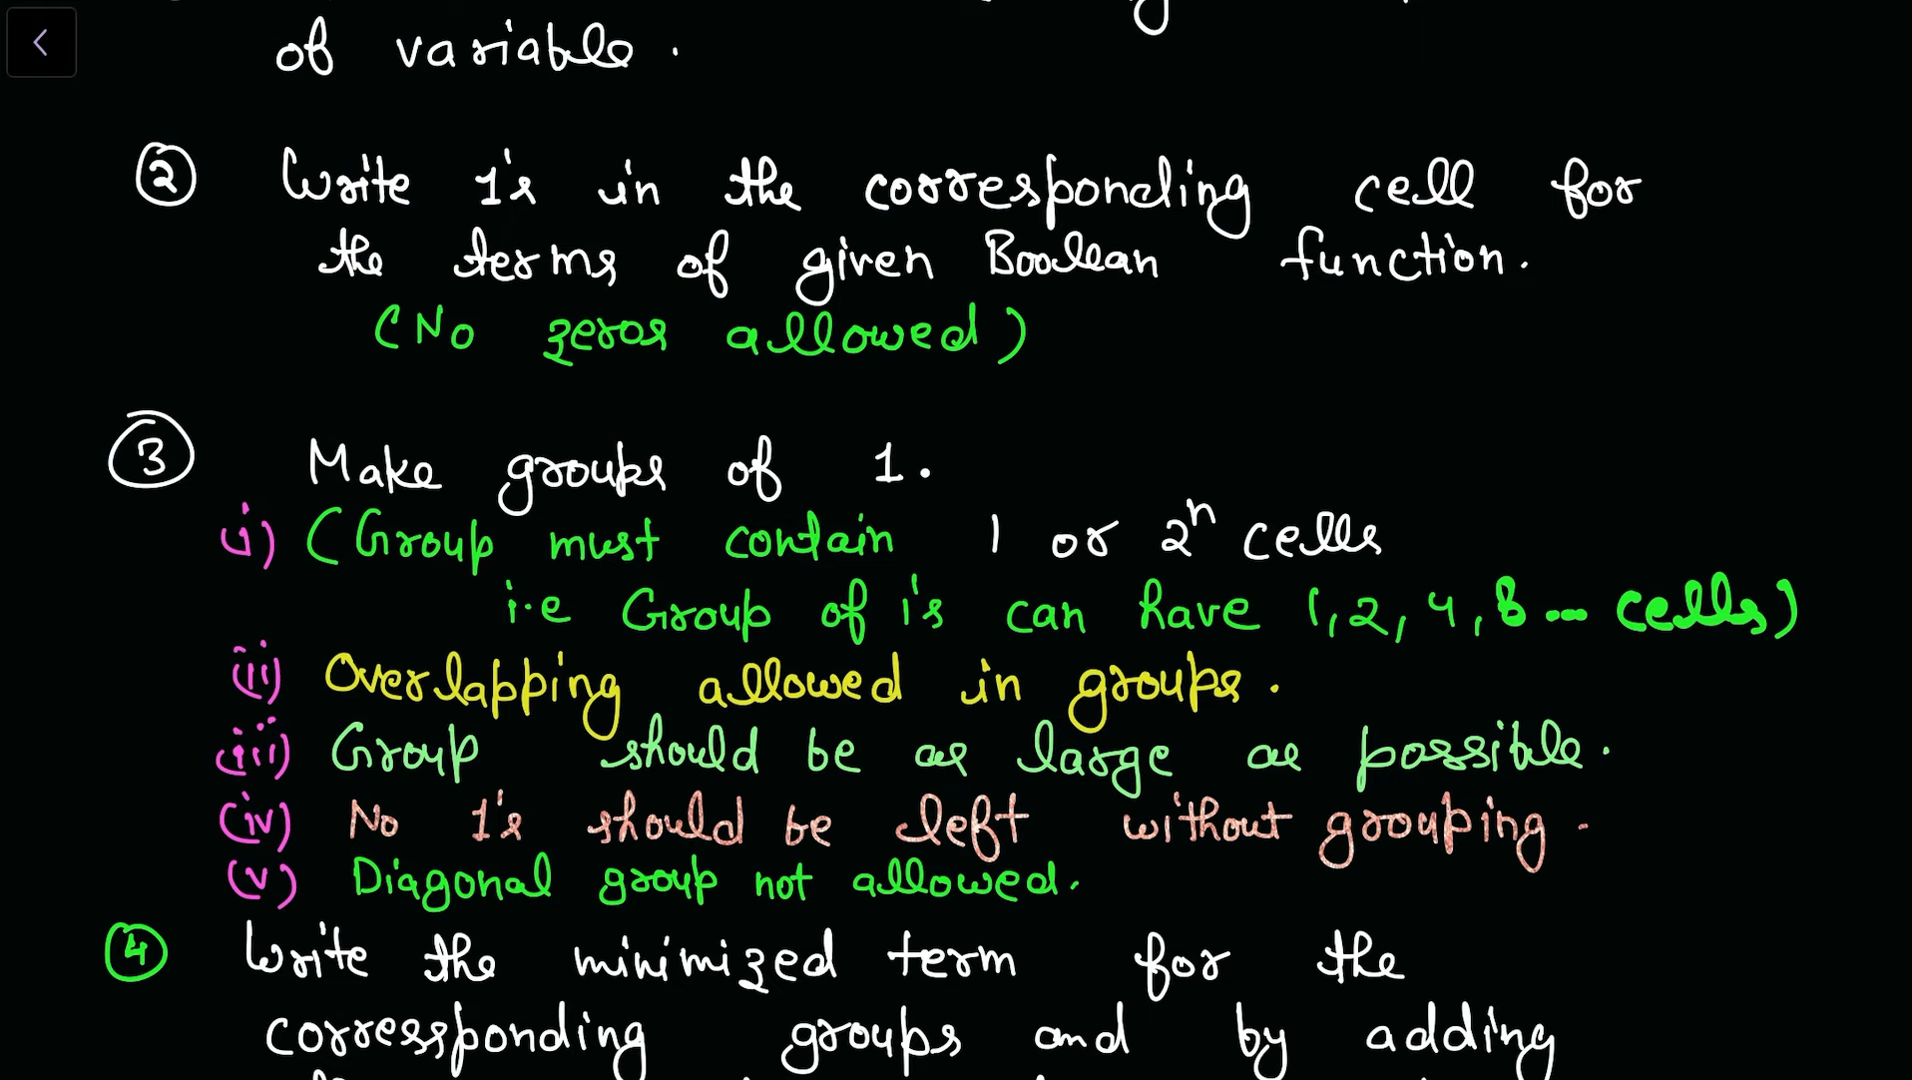 of variable.
② Write 1's in the corresponding cell for
the terms of given Boolean function.
(No zeros allowed)
③ Make groups of 1.
i) (Group must contain 1 or 2ⁿ cells
i.e Group of 1's can have 1, 2, 4, 8 ... cells)
(ii) Overlapping allowed in groups.
(iii) Group should be as large as possible.
(iv) No 1's should be left without grouping.
(v) Diagonal group not allowed.
④ Write the minimized term for the
corressponding groups and by adding